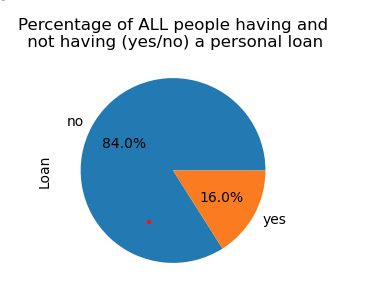 Percentage of ALL people having and
not having (yes/no) a personal loan
no
84.0%
Loan
16.0%
yes